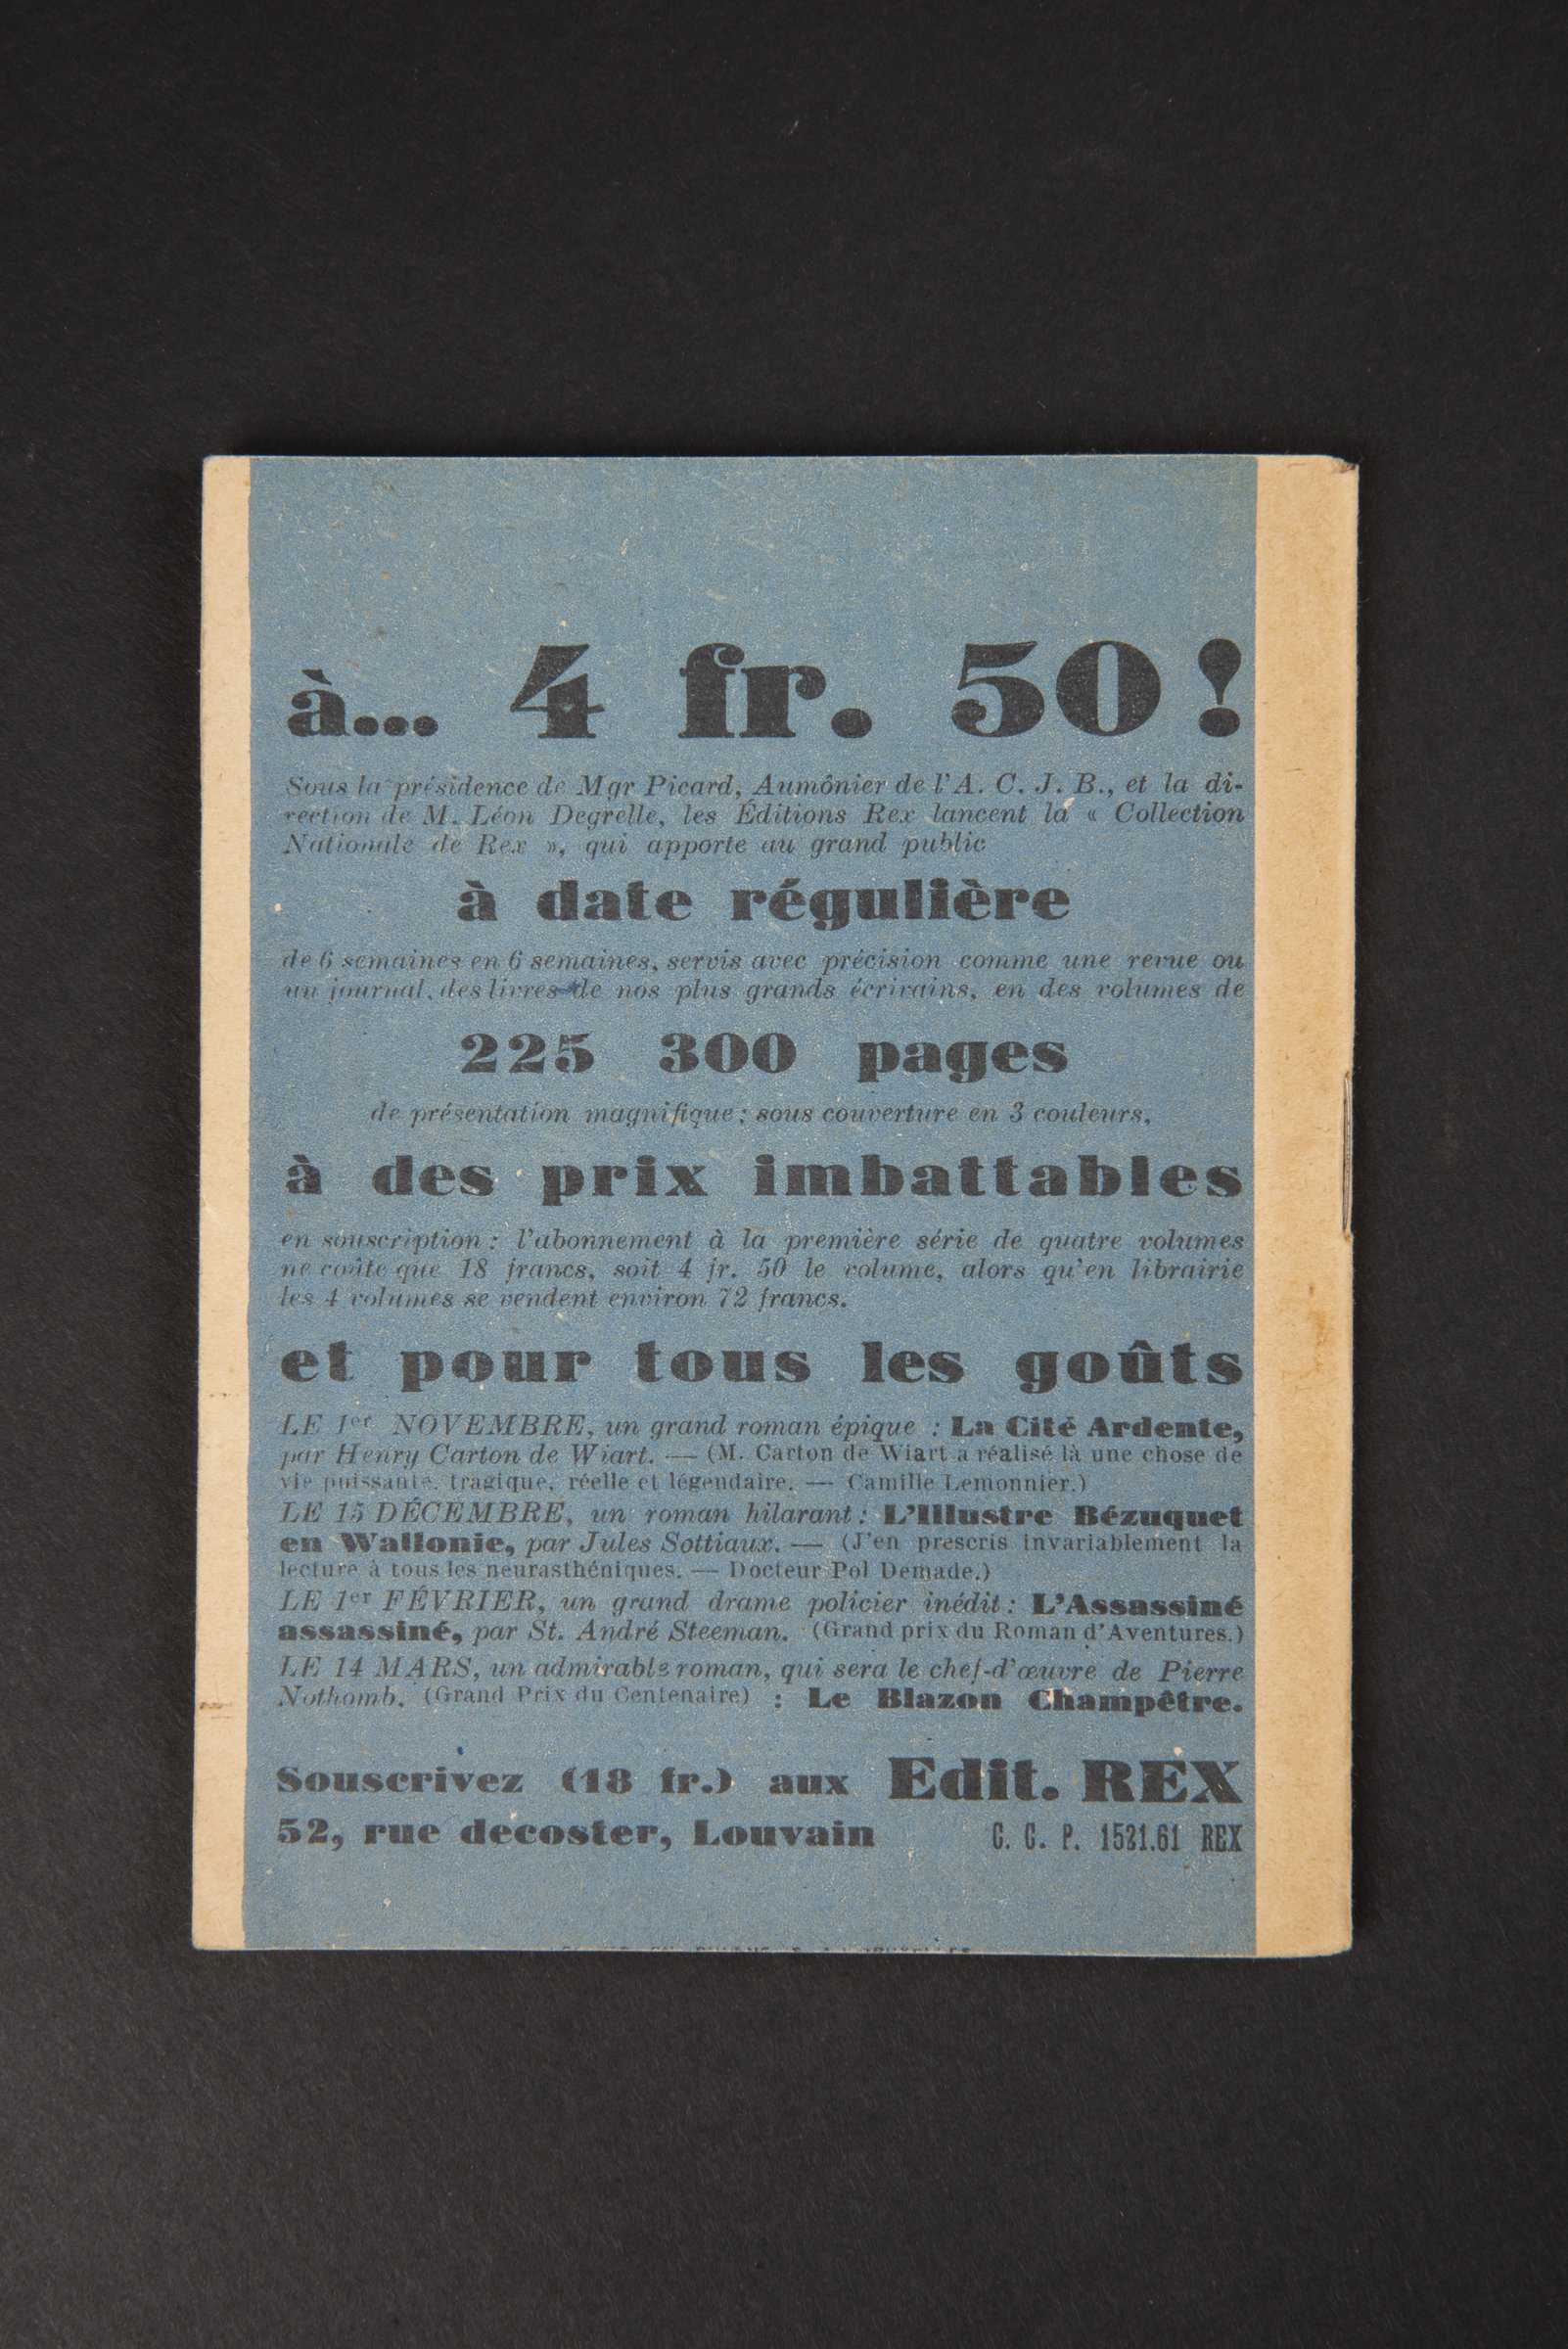 à... 4 fr. 50 !
Sous la présidence de Mgr Picard, Aumônier de l'A. C. J. B., et la di-
rection de M. Léon Degrelle, les Éditions Rex lancent la « Collection
Nationale de Rex », qui apporte au grand public
à date régulière
de 6 semaines en 6 semaines, servis avec précision comme une revue ou
un journal, des livres de nos plus grands écrivains, en des volumes de
225 300 pages
de présentation magnifique ; sous couverture en 3 couleurs,
à des prix imbattables
en souscription : l'abonnement à la première série de quatre volumes
ne coûte que 18 francs, soit 4 fr. 50 le volume, alors qu'en librairie
les 4 volumes se vendent environ 72 francs.
et pour tous les goûts
LE 1er NOVEMBRE, un grand roman épique : La Cité Ardente,
par Henry Carton de Wiart. — (M. Carton de Wiart a réalisé là une chose de
vie puissante, tragique, réelle et légendaire. — Camille Lemonnier.)
LE 15 DÉCEMBRE, un roman hilarant : L'Illustre Bézuquet
en Wallonie, par Jules Sottiaux. — (J'en prescris invariablement la
lecture à tous les neurasthéniques. — Docteur Pol Demade.)
LE 1er FÉVRIER, un grand drame policier inédit : L'Assassiné
assassiné, par St. André Steeman. (Grand prix du Roman d'Aventures.)
LE 14 MARS, un admirable roman, qui sera le chef-d'œuvre de Pierre
Nothomb. (Grand Prix du Centenaire) : Le Blazon Champêtre.
Souscrivez (18 fr.) aux Edit. REX
52, rue decoster, Louvain C. C. P. 1521.61 REX